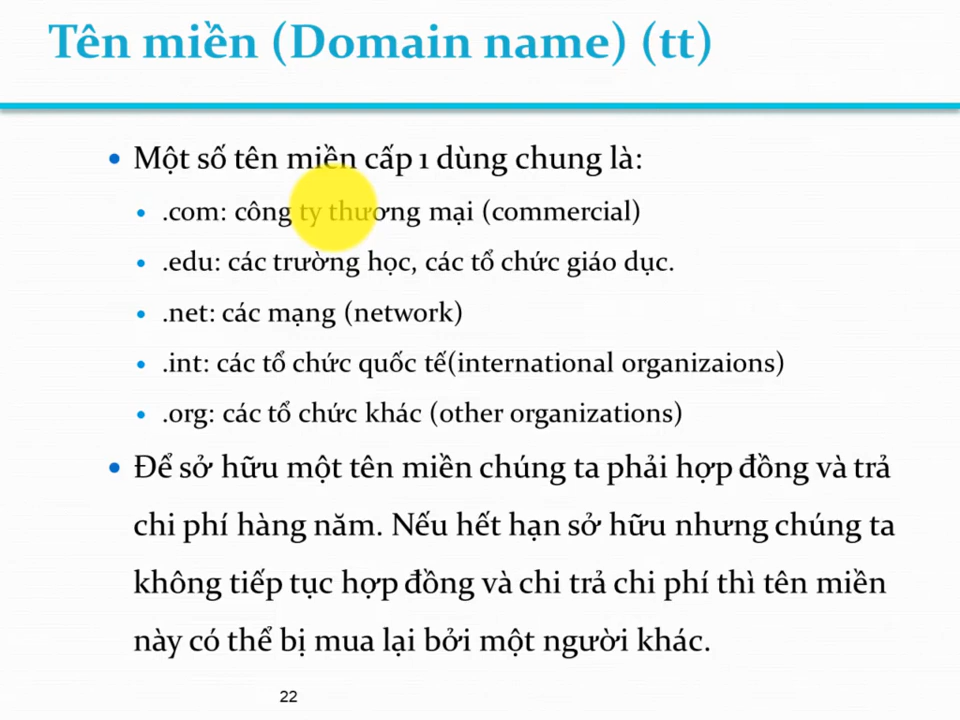 Tên miền (Domain name) (tt)
• Một số tên miền cấp 1 dùng chung là:
• .com: công ty thương mại (commercial)
• .edu: các trường học, các tổ chức giáo dục.
• .net: các mạng (network)
• .int: các tổ chức quốc tế(international organizaions)
• .org: các tổ chức khác (other organizations)
• Để sở hữu một tên miền chúng ta phải hợp đồng và trả
chi phí hàng năm. Nếu hết hạn sở hữu nhưng chúng ta
không tiếp tục hợp đồng và chi trả chi phí thì tên miền
này có thể bị mua lại bởi một người khác.
22